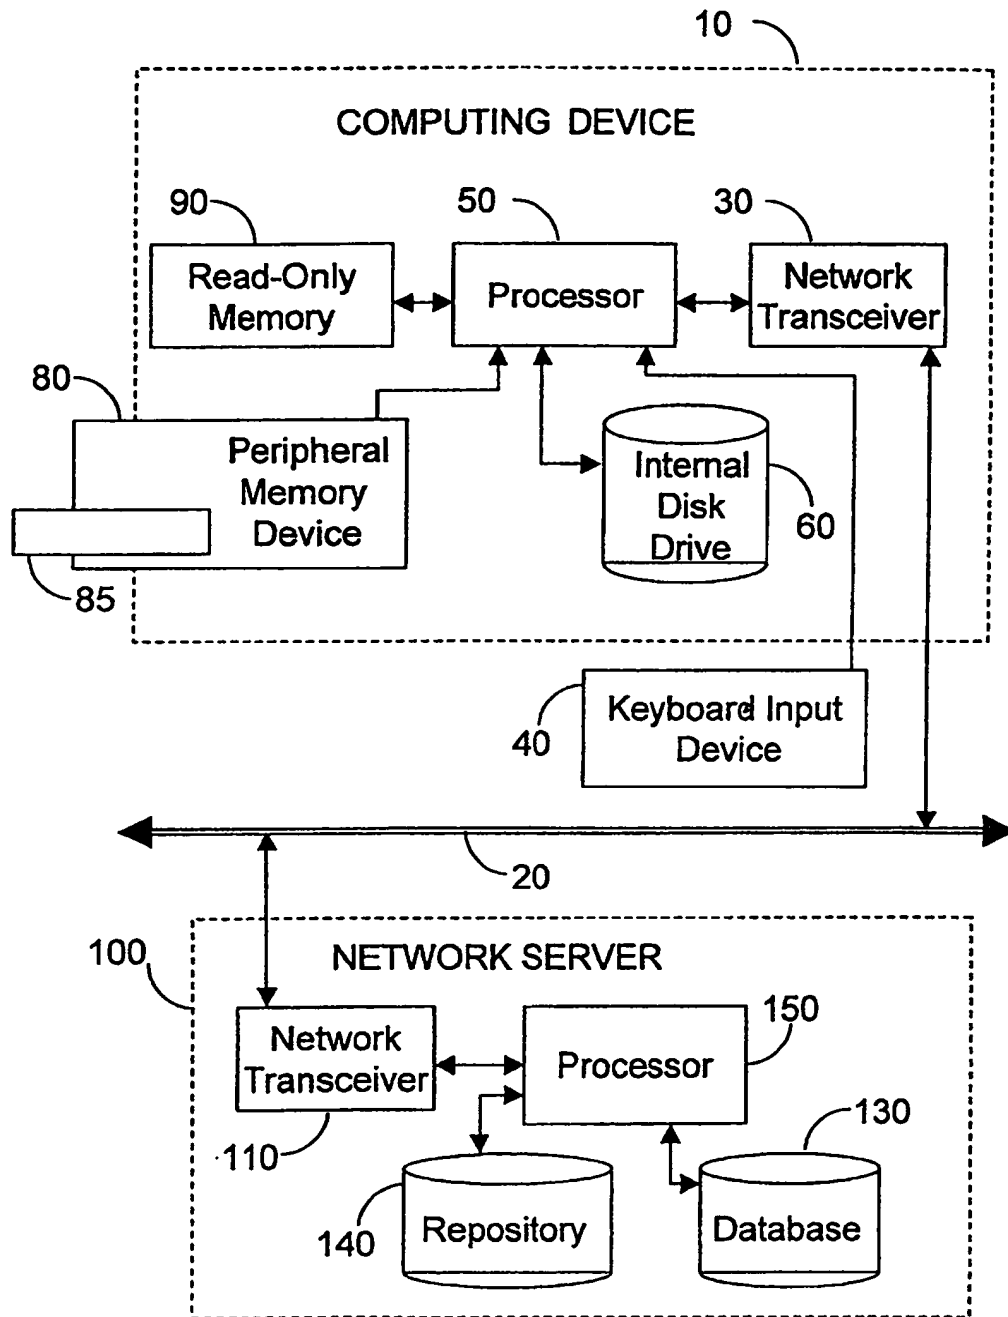 10
COMPUTING DEVICE
90
50
30
Read-Only
Memory
Processor
Network
Transceiver
80
Peripheral
Memory
Device
Internal
Disk
Drive
60
85
40
Keyboard Input
Device
20
100
NETWORK SERVER
150
Network
Transceiver
Processor
110
130
140
Repository
Database